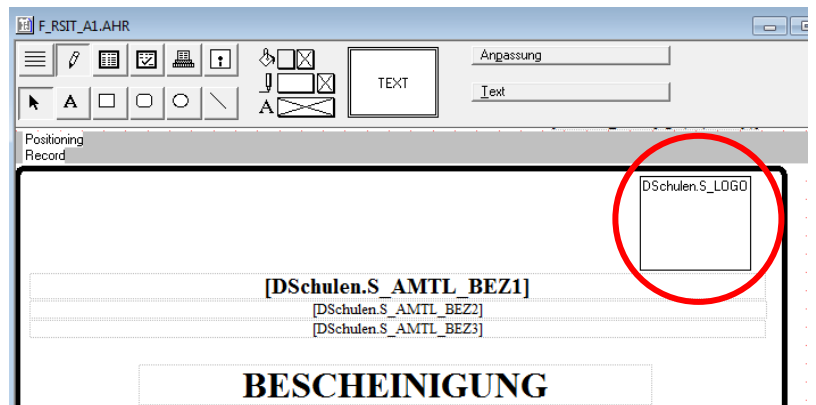 F_RSIT_A1.AHR
TEXT
Anpassung
A
Text
A
Positioning
Record
DSchulen.S_LOGO
[DSchulen.S_AMTL_BEZ1]
[DSchulen.S_AMTL_BEZ2]
[DSchulen.S_AMTL_BEZ3]
BESCHEINIGUNG